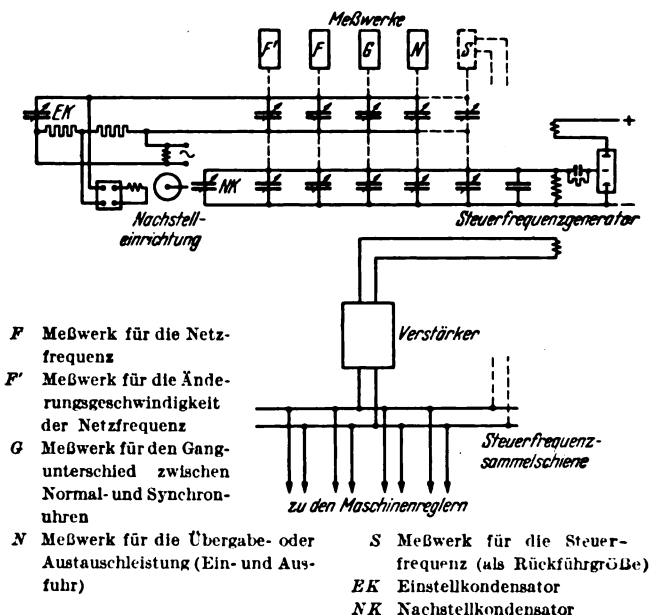 Meßwerke
F' F G N S
EK
~
+
NK
Nachstell-
einrichtung
Steuerfrequenzgenerator
Verstärker
Steuerfrequenz-
sammelschiene
zu den Maschinenreglern
F Meßwerk für die Netz-
frequenz
F' Meßwerk für die Ände-
rungsgeschwindigkeit
der Netzfrequenz
G Meßwerk für den Gang-
unterschied zwischen
Normal- und Synchron-
uhren
N Meßwerk für die Übergabe- oder
Austauschleistung (Ein- und Aus-
fuhr)
S Meßwerk für die Steuer-
frequenz (als Rückführgröße)
EK Einstellkondensator
NK Nachstellkondensator